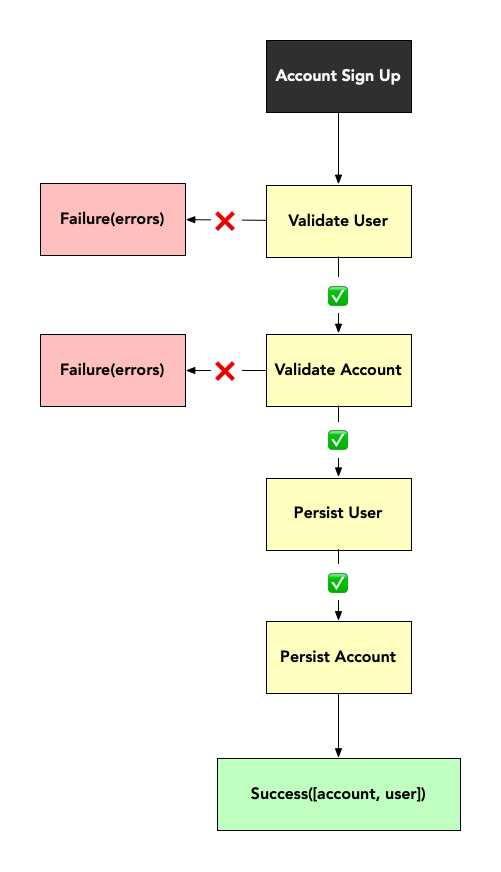 Account Sign Up
Failure(errors)
Validate User
Failure(errors)
Validate Account
Persist User
Persist Account
Success([account, user])